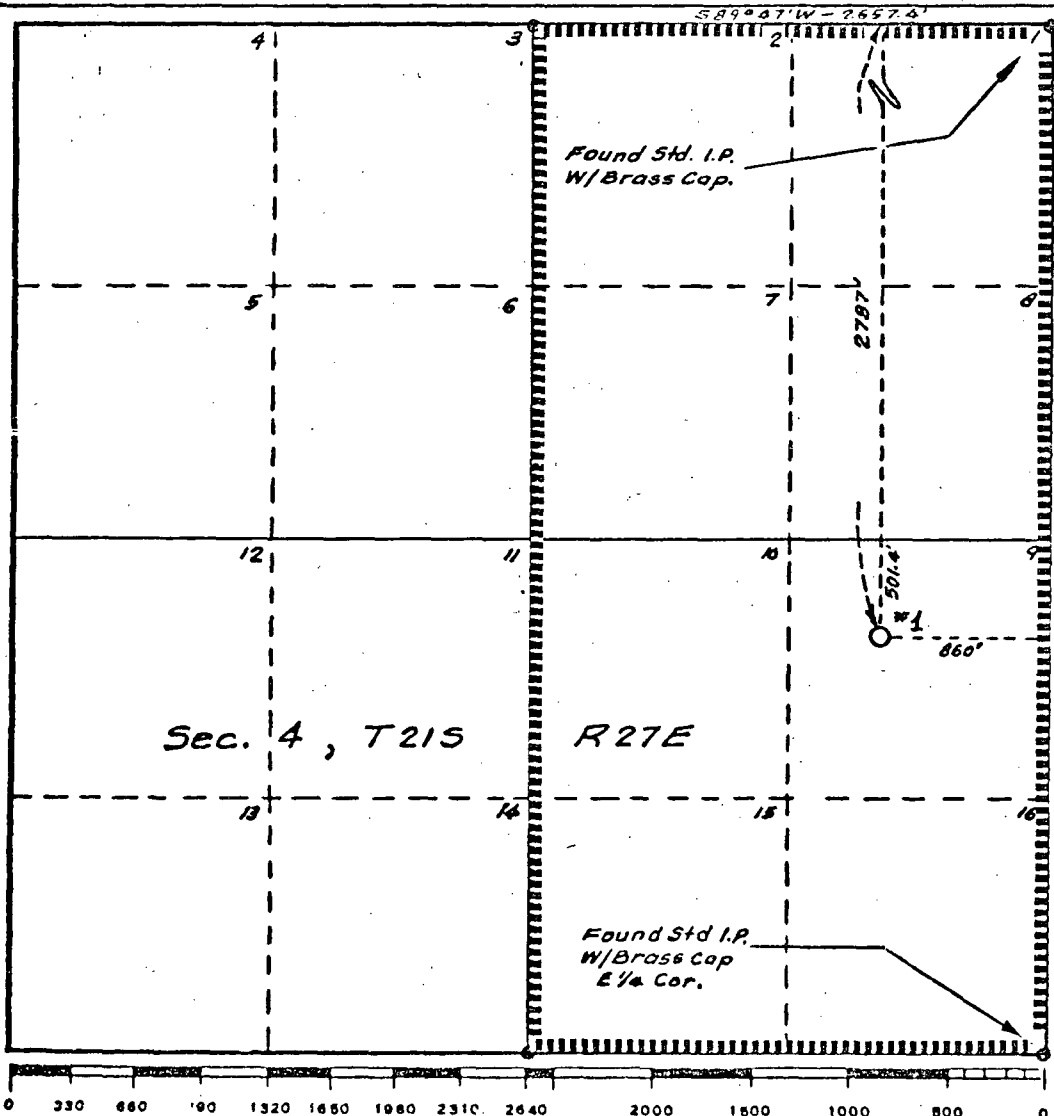 S89°47'W - 2657.4'
4 3 2 1
Found Std. I.P.
W/Brass Cap.
5 6 7 8
2787'
12 11 10 9
501.4'
#1
860'
Sec. 4, T21S R27E
13 14 15 16
Found Std I.P.
W/Brass Cap
E 1/4 Cor.
0 330 660 '90 1320 1650 1980 2310 2640 2000 1500 1000 800 0